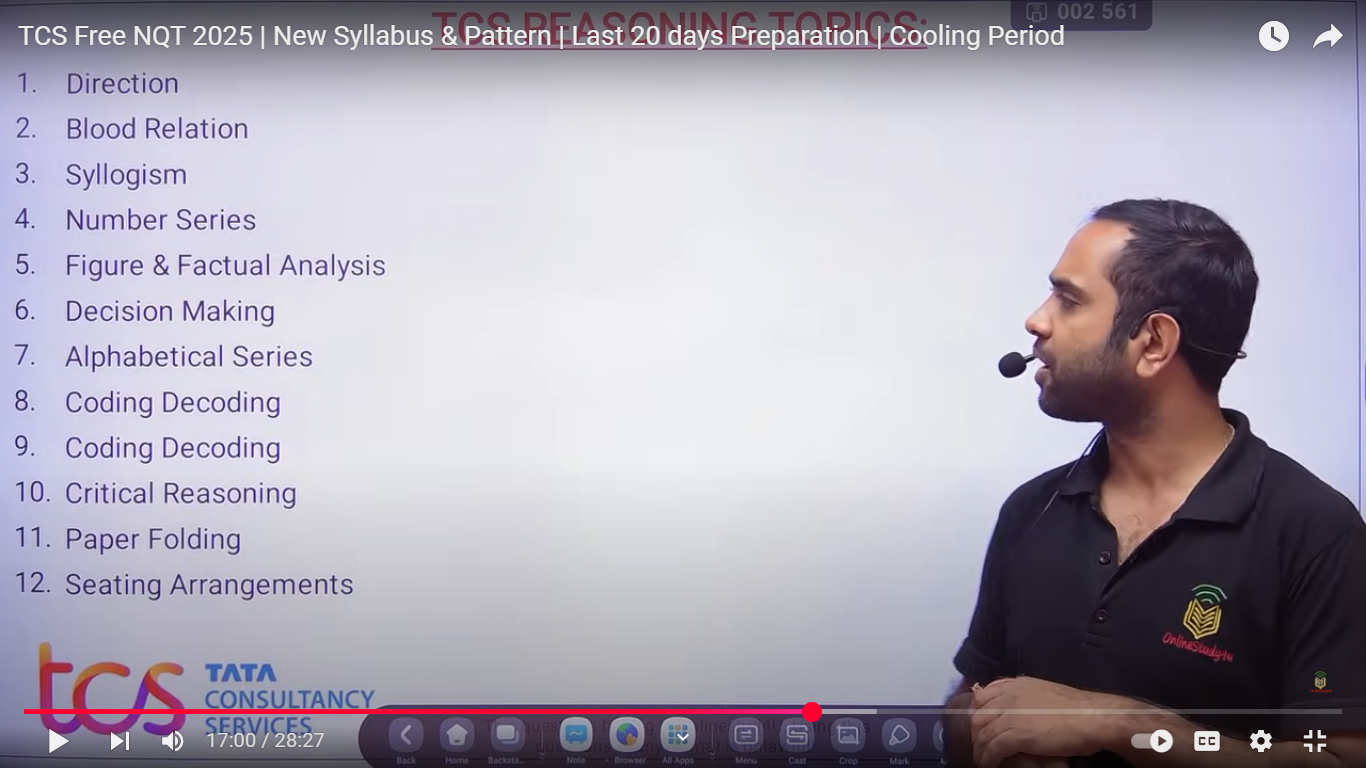 TCS REASONING TOPICS:
002 561
TCS Free NQT 2025 | New Syllabus & Pattern | Last 20 days Preparation | Cooling Period
1. Direction
2. Blood Relation
3. Syllogism
4. Number Series
5. Figure & Factual Analysis
6. Decision Making
7. Alphabetical Series
8. Coding Decoding
9. Coding Decoding
10. Critical Reasoning
11. Paper Folding
12. Seating Arrangements
OnlineStudy4u
tcs TATA
CONSULTANCY
SERVICES
17:00 / 28:27
CC
Back Home Backsta.. Note Browser All Apps Menu Cast Crop Mark